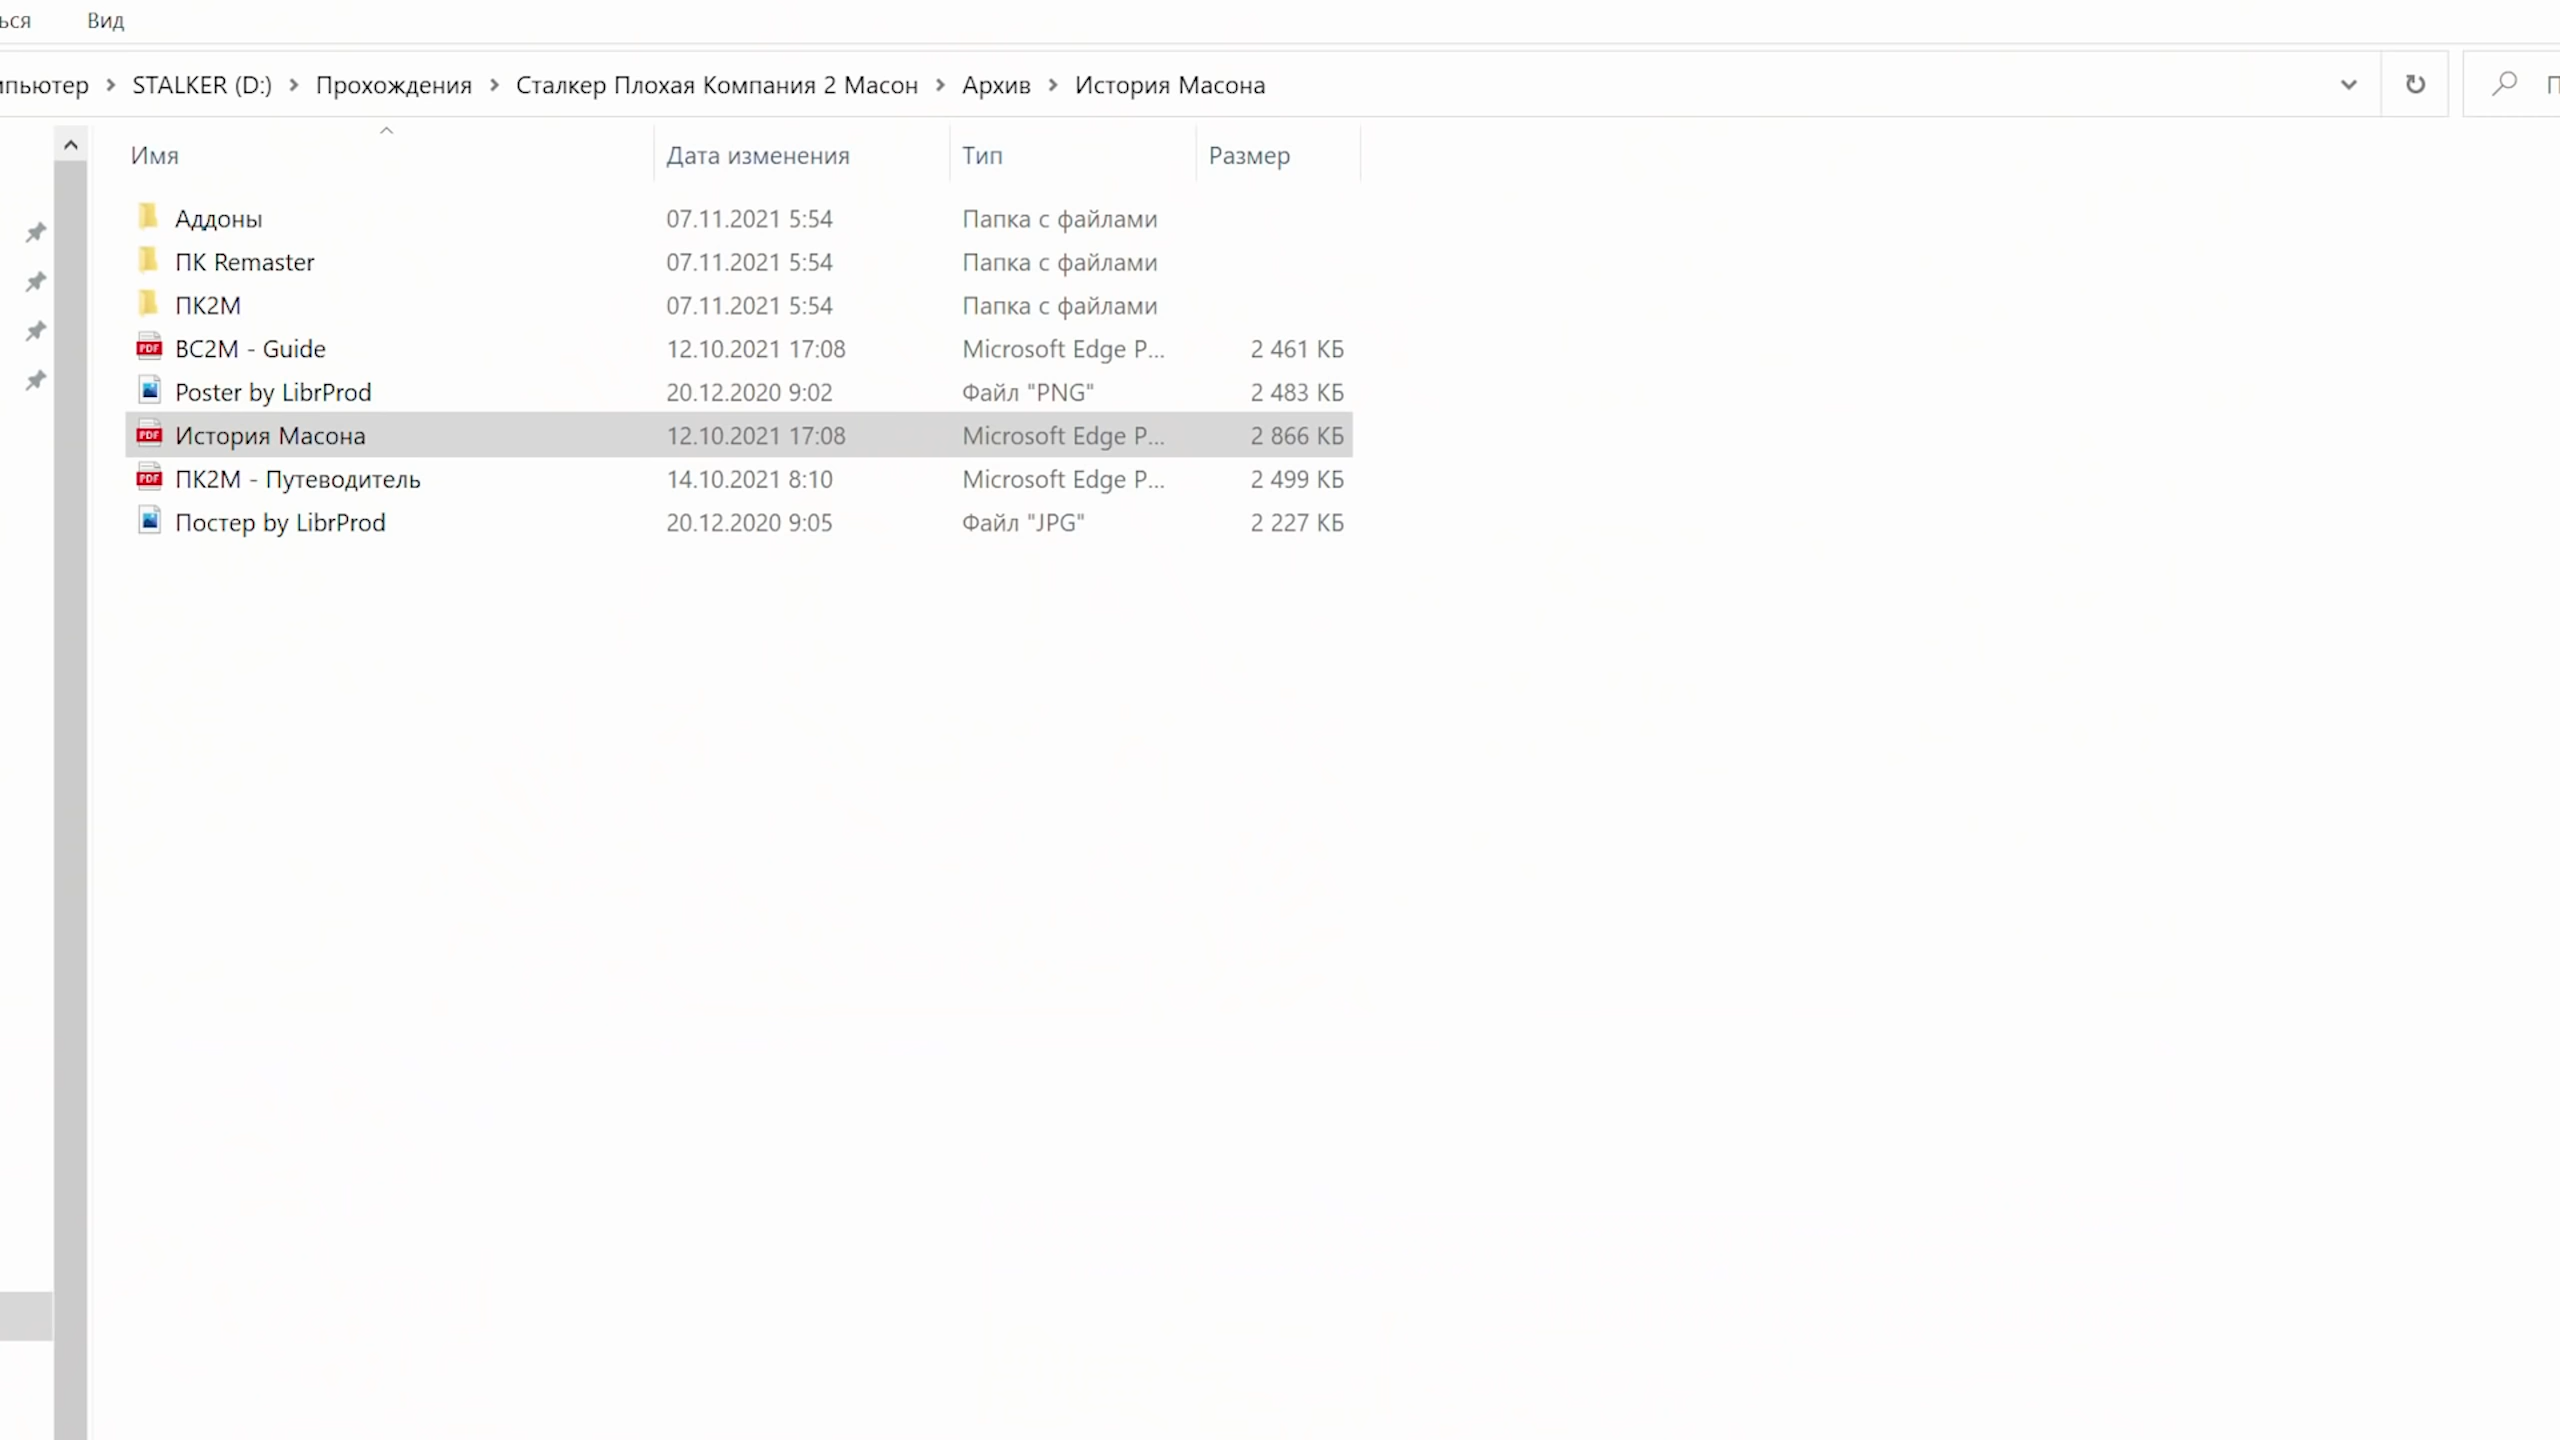 ься Вид
мпьютер > STALKER (D:) > Прохождения > Сталкер Плохая Компания 2 Масон > Архив > История Масона П
Имя Дата изменения Тип Размер
Аддоны 07.11.2021 5:54 Папка с файлами
ПК Remaster 07.11.2021 5:54 Папка с файлами
ПК2М 07.11.2021 5:54 Папка с файлами
BC2M - Guide 12.10.2021 17:08 Microsoft Edge P... 2 461 КБ
Poster by LibrProd 20.12.2020 9:02 Файл "PNG" 2 483 КБ
История Масона 12.10.2021 17:08 Microsoft Edge P... 2 866 КБ
ПК2М - Путеводитель 14.10.2021 8:10 Microsoft Edge P... 2 499 КБ
Постер by LibrProd 20.12.2020 9:05 Файл "JPG" 2 227 КБ